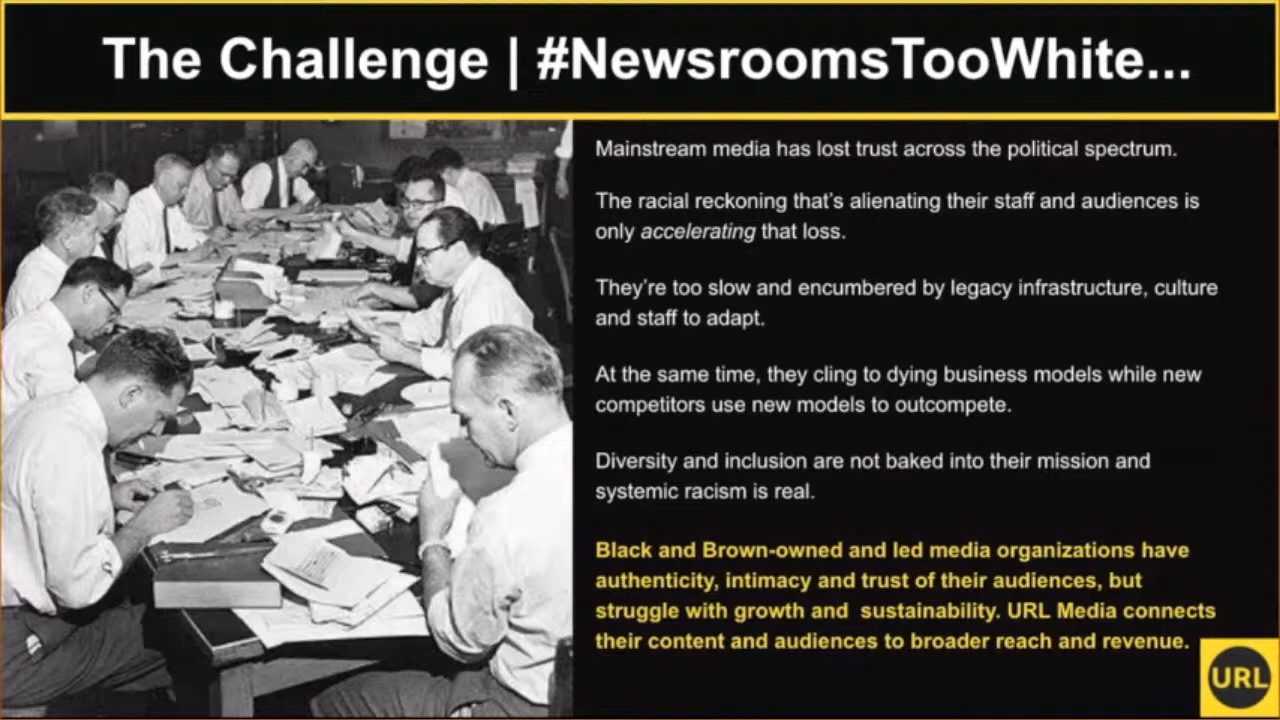 The Challenge | #NewsroomsTooWhite...
Mainstream media has lost trust across the political spectrum.
The racial reckoning that's alienating their staff and audiences is
only accelerating that loss.
They're too slow and encumbered by legacy infrastructure, culture
and staff to adapt.
At the same time, they cling to dying business models while new
competitors use new models to outcompete.
Diversity and inclusion are not baked into their mission and
systemic racism is real.
Black and Brown-owned and led media organizations have
authenticity, intimacy and trust of their audiences, but
struggle with growth and  sustainability. URL Media connects
their content and audiences to broader reach and revenue.
URL